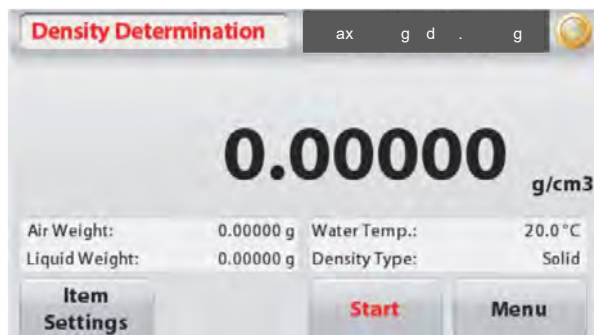 Density Determination
ax g d . g
0.00000
g/cm3
Air Weight: 0.00000 g Water Temp.: 20.0 °C
Liquid Weight: 0.00000 g Density Type: Solid
Item
Settings
Start
Menu